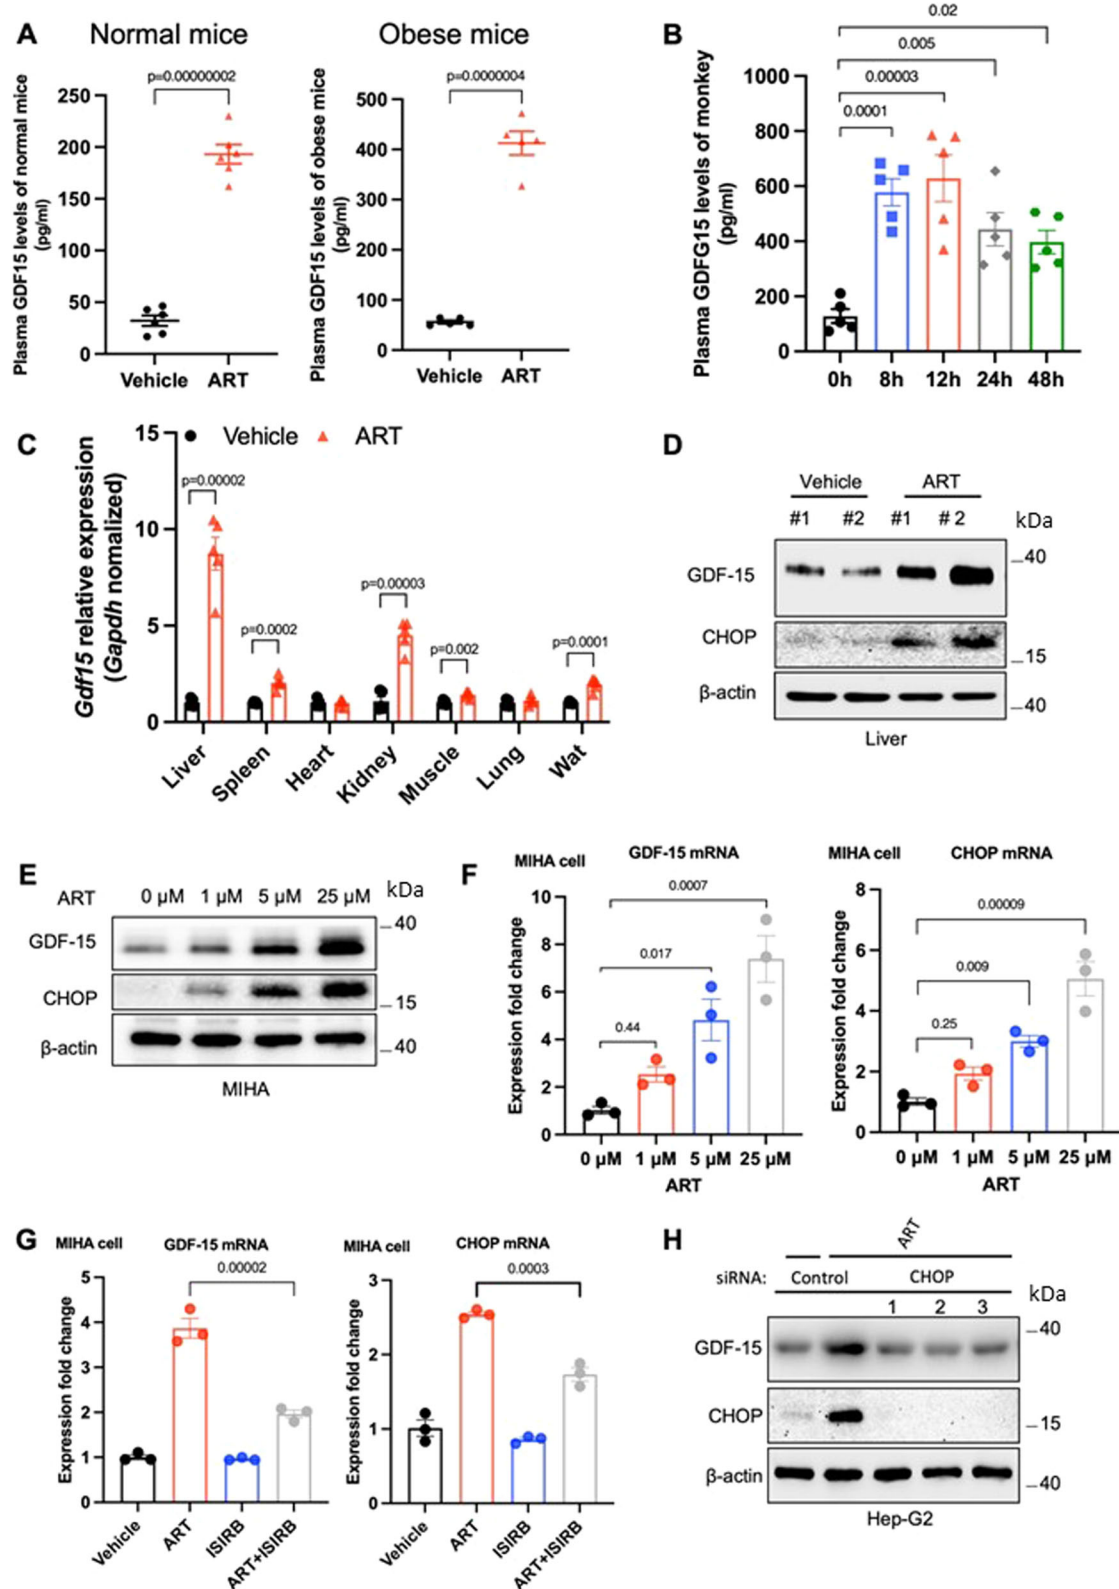 A
Normal mice
Obese mice
Plasma GDF15 levels of normal mice
(pg/ml)
p=0.00000002
250
200
150
100
50
0
Vehicle
ART
Plasma GDF15 levels of obese mice
(pg/ml)
p=0.0000004
500
400
300
200
100
0
Vehicle
ART
B
Plasma GDFG15 levels of monkey
(pg/ml)
0.02
0.005
0.00003
0.0001
1000
800
600
400
200
0
0h
8h
12h
24h
48h
C
Gdf15 relative expression
(Gapdh nomalized)
Vehicle
ART
15
10
5
0
p=0.00002
p=0.0002
p=0.00003
p=0.002
p=0.0001
Liver
Spleen
Heart
Kidney
Muscle
Lung
Wat
D
Vehicle
ART
#1
#2
#1
# 2
kDa
GDF-15
40
CHOP
15
β-actin
40
Liver
E
ART
0 μM
1 μM
5 μM
25 μM
kDa
GDF-15
40
CHOP
15
β-actin
40
MIHA
F
MIHA cell
GDF-15 mRNA
Expression fold change
0.0007
0.017
0.44
10
8
6
4
2
0
0 μM
1 μM
5 μM
25 μM
ART
MIHA cell
CHOP mRNA
Expression fold change
0.00009
0.009
0.25
8
6
4
2
0
0 μM
1 μM
5 μM
25 μM
ART
G
MIHA cell
GDF-15 mRNA
Expression fold change
0.00002
5
4
3
2
1
0
Vehicle
ART
ISIRB
ART+ISIRB
MIHA cell
CHOP mRNA
Expression fold change
0.0003
3
2
1
0
Vehicle
ART
ISIRB
ART+ISIRB
H
ART
siRNA:
Control
CHOP
1
2
3
kDa
GDF-15
40
CHOP
15
β-actin
40
Hep-G2